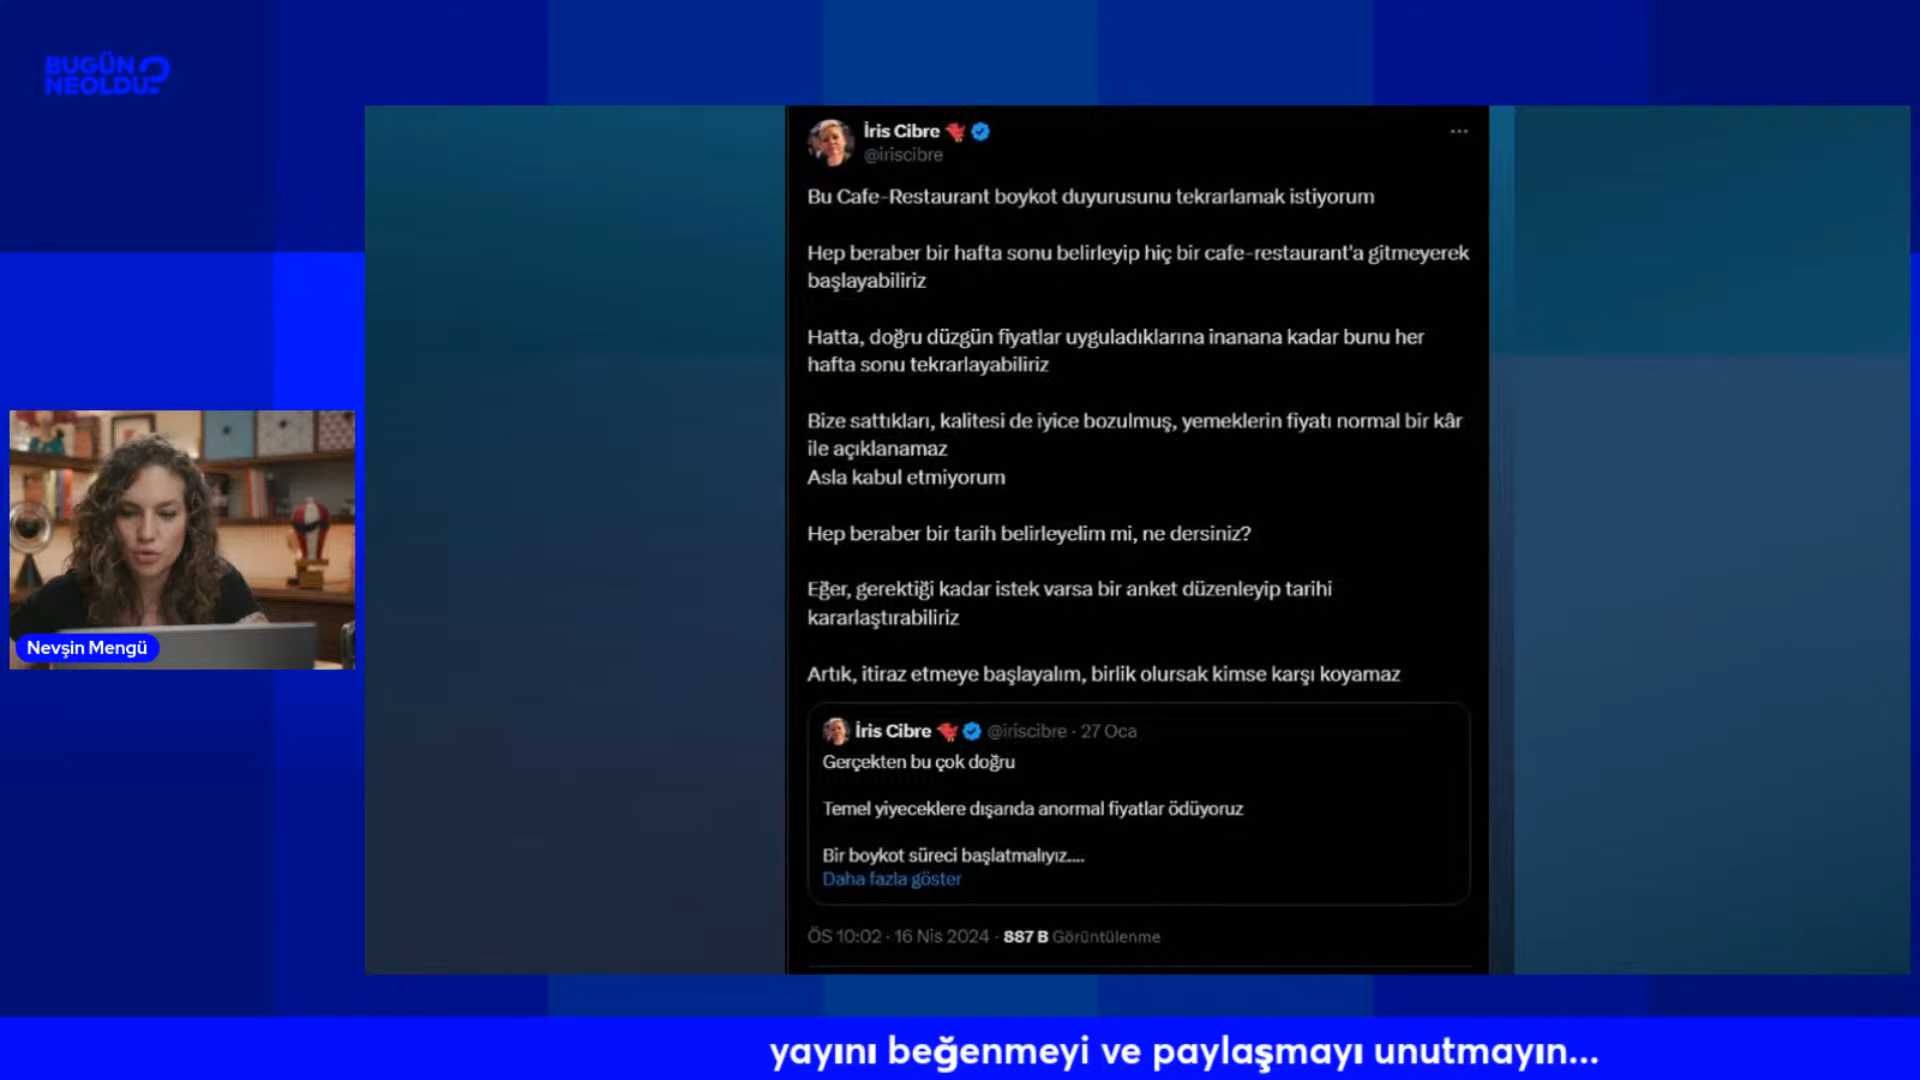 BUGÜN
NEOLDU?
İris Cibre
@iriscibre
Bu Cafe-Restaurant boykot duyurusunu tekrarlamak istiyorum
Hep beraber bir hafta sonu belirleyip hiç bir cafe-restaurant'a gitmeyerek
başlayabiliriz
Hatta, doğru düzgün fiyatlar uyguladıklarına inanana kadar bunu her
hafta sonu tekrarlayabiliriz
Bize sattıkları, kalitesi de iyice bozulmuş, yemeklerin fiyatı normal bir kâr
ile açıklanamaz
Asla kabul etmiyorum
Hep beraber bir tarih belirleyelim mi, ne dersiniz?
Eğer, gerektiği kadar istek varsa bir anket düzenleyip tarihi
kararlaştırabiliriz
Artık, itiraz etmeye başlayalım, birlik olursak kimse karşı koyamaz
İris Cibre @iriscibre · 27 Oca
Gerçekten bu çok doğru
Temel yiyeceklere dışarıda anormal fiyatlar ödüyoruz
Bir boykot süreci başlatmalıyız....
Daha fazla göster
ÖS 10:02 · 16 Nis 2024 · 887 B Görüntülenme
Nevşin Mengü
yayını beğenmeyi ve paylaşmayı unutmayın...